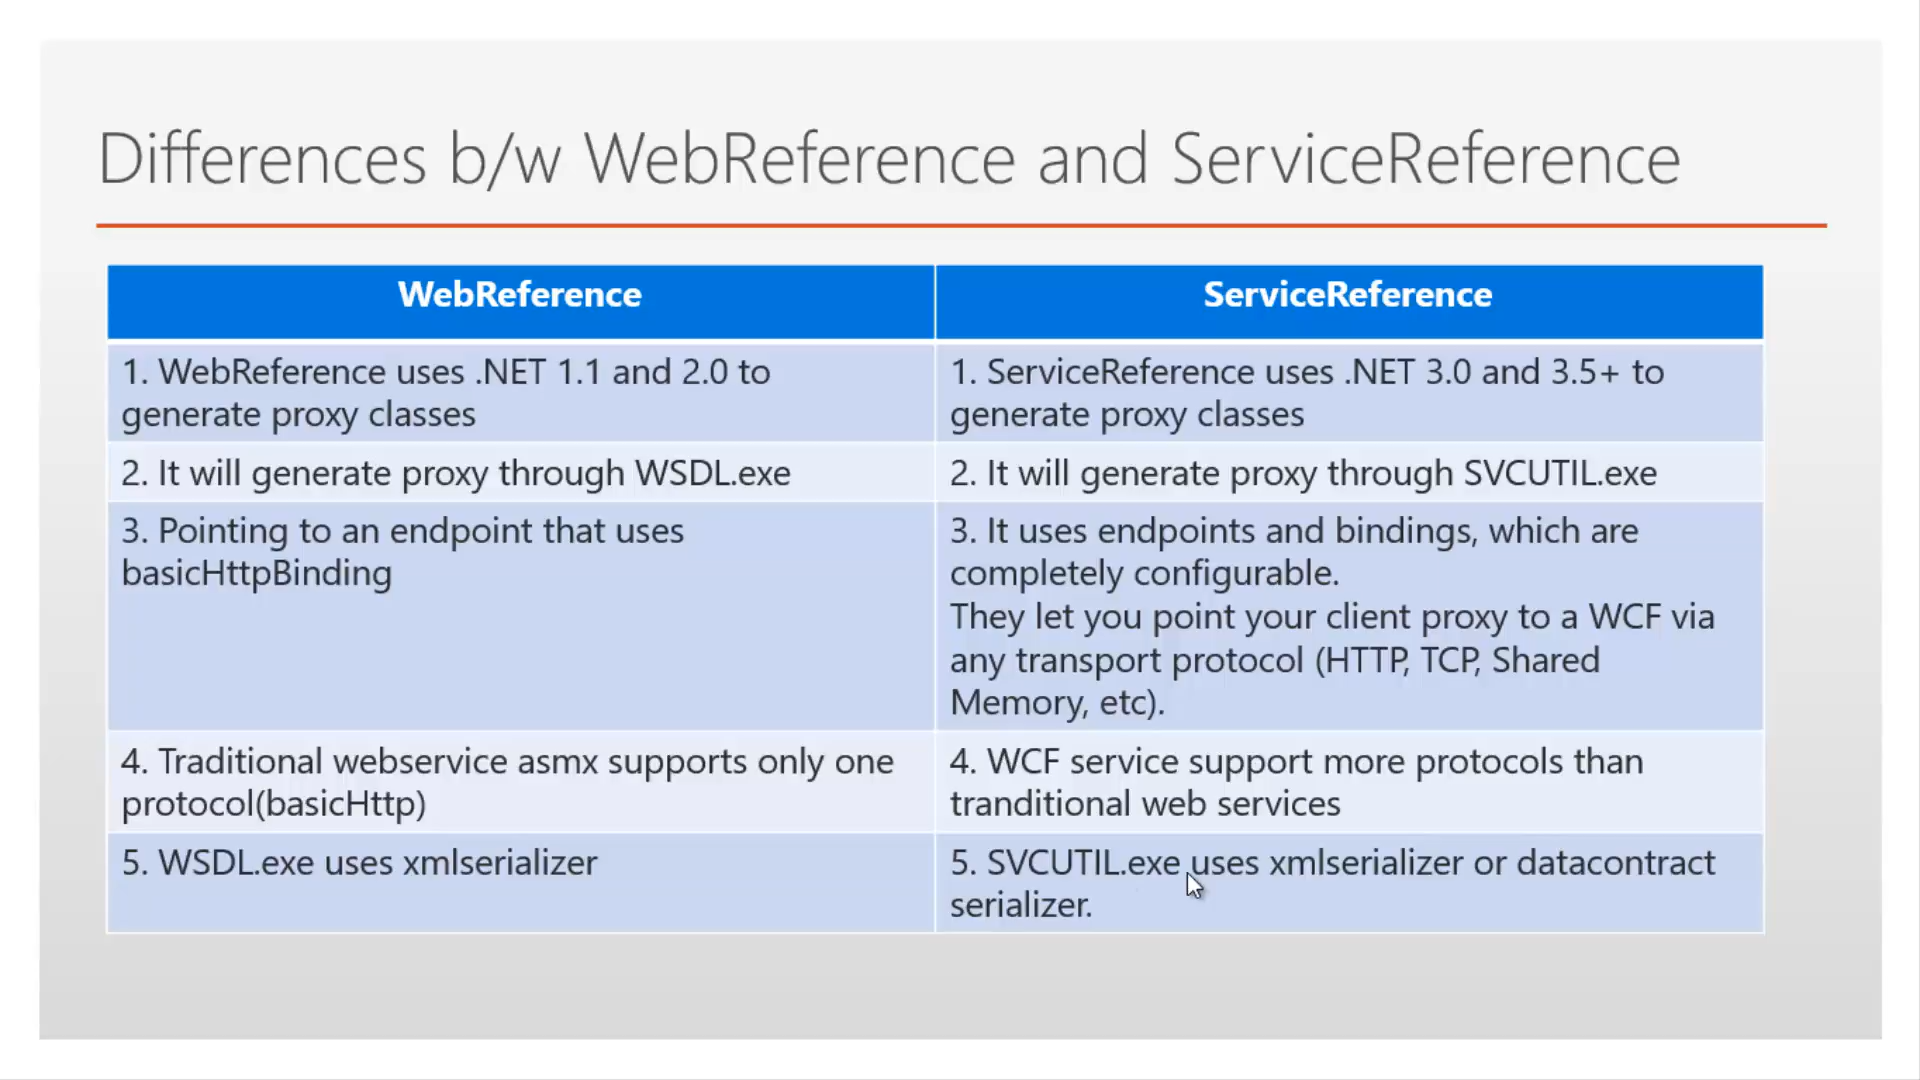 Differences b/w WebReference and ServiceReference
WebReference
ServiceReference
1. WebReference uses .NET 1.1 and 2.0 to
generate proxy classes
1. ServiceReference uses .NET 3.0 and 3.5+ to
generate proxy classes
2. It will generate proxy through WSDL.exe
2. It will generate proxy through SVCUTIL.exe
3. Pointing to an endpoint that uses
basicHttpBinding
3. It uses endpoints and bindings, which are
completely configurable.
They let you point your client proxy to a WCF via
any transport protocol (HTTP, TCP, Shared
Memory, etc).
4. Traditional webservice asmx supports only one
protocol(basicHttp)
4. WCF service support more protocols than
tranditional web services
5. WSDL.exe uses xmlserializer
5. SVCUTIL.exe uses xmlserializer or datacontract
serializer.